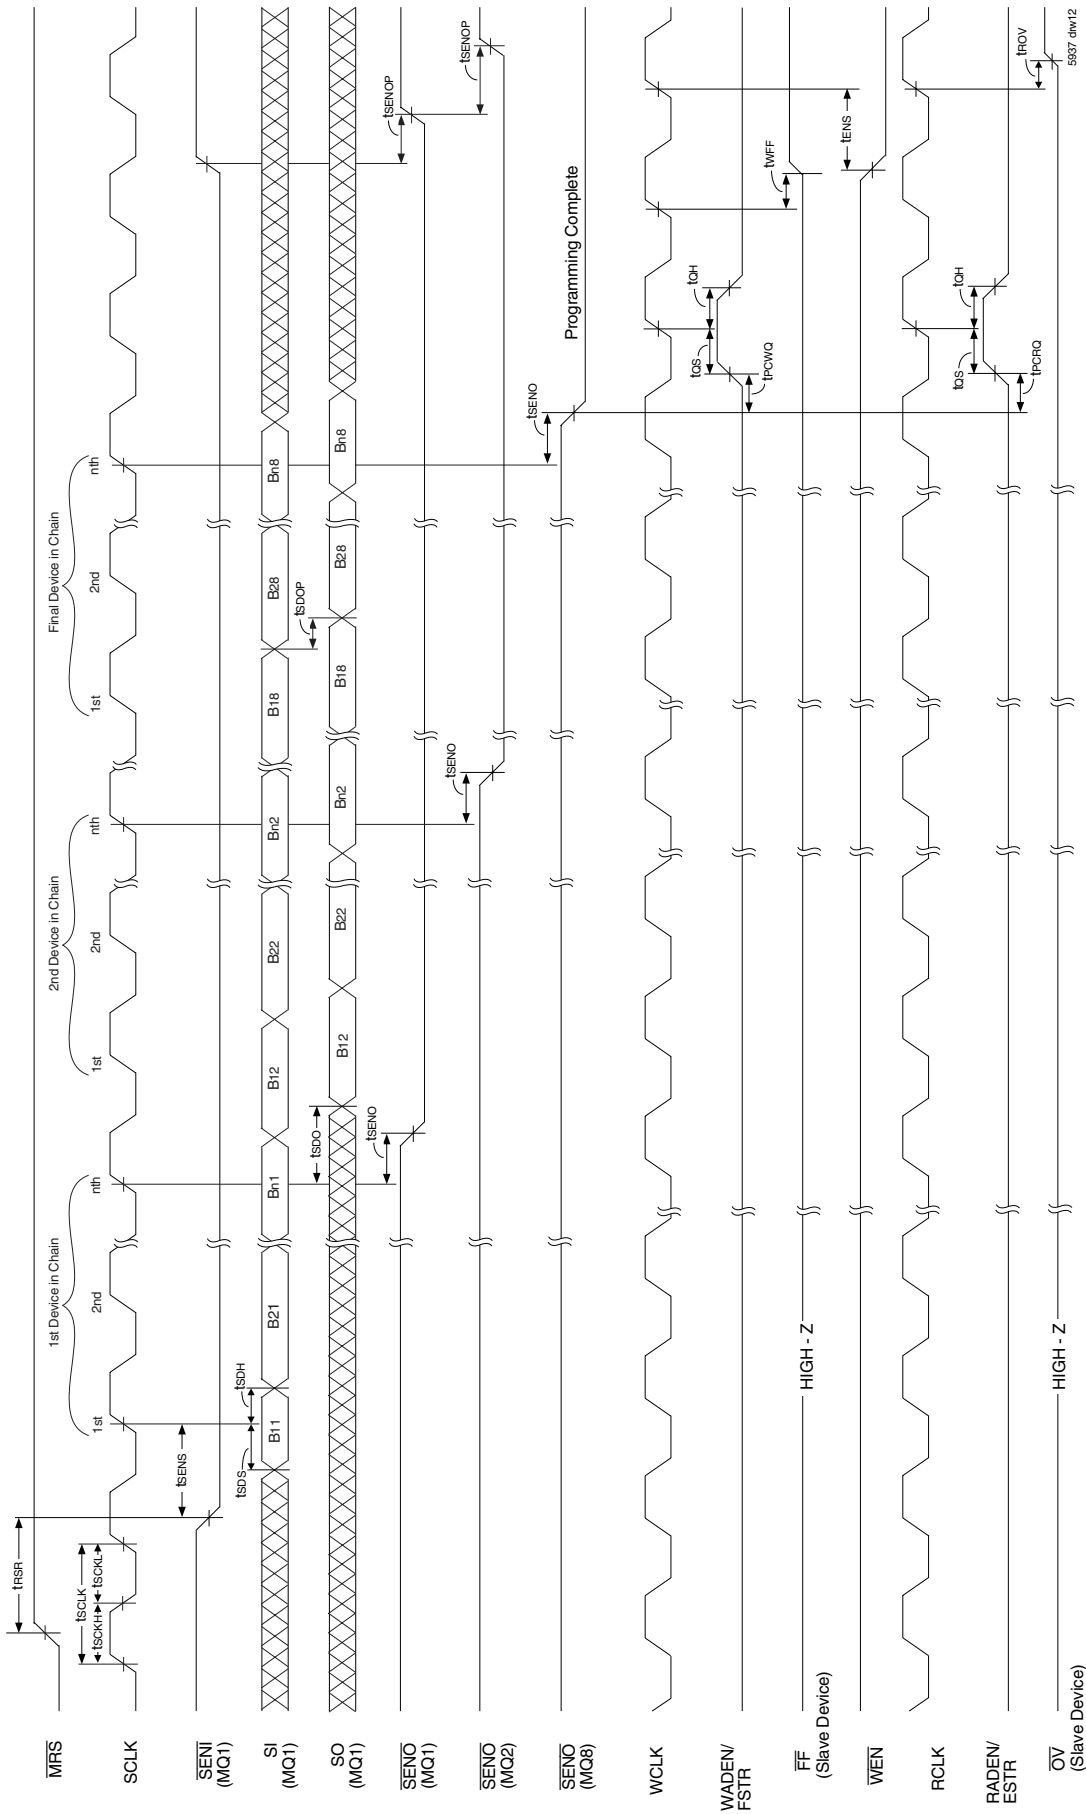 1st Device in Chain
2nd Device in Chain
Final Device in Chain
1st
2nd
nth
1st
2nd
nth
1st
2nd
nth
MRS
tRSR
SCLK
tSCLK
tSCKH
tSCKL
SENI
(MQ1)
tSENS
SI
(MQ1)
tSDS
tSDH
B11
B21
Bn1
B12
B22
Bn2
B18
B28
Bn8
SO
(MQ1)
tSDO
tSDOP
B12
B22
Bn2
B18
B28
Bn8
SENO
(MQ1)
tSENO
tSENOP
SENO
(MQ2)
tSENO
tSENOP
SENO
(MQ8)
tSENO
Programming Complete
WCLK
WADEN/
FSTR
tQS
tQH
tPCWQ
FF
(Slave Device)
HIGH - Z
tWFF
WEN
tENS
RCLK
RADEN/
ESTR
tQS
tQH
tPCRQ
OV
(Slave Device)
HIGH - Z
tROV
5937 drw12